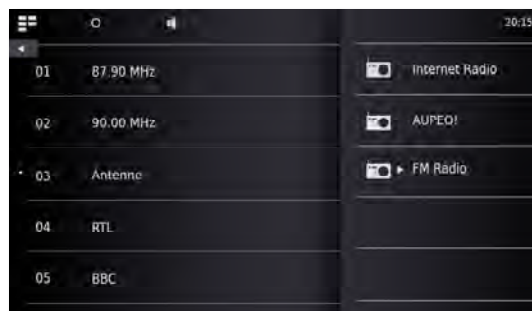 20:15
01 87.90 MHz
02 90.00 MHz
03 Antenne
04 RTL
05 BBC
Internet Radio
AUPEO!
FM Radio